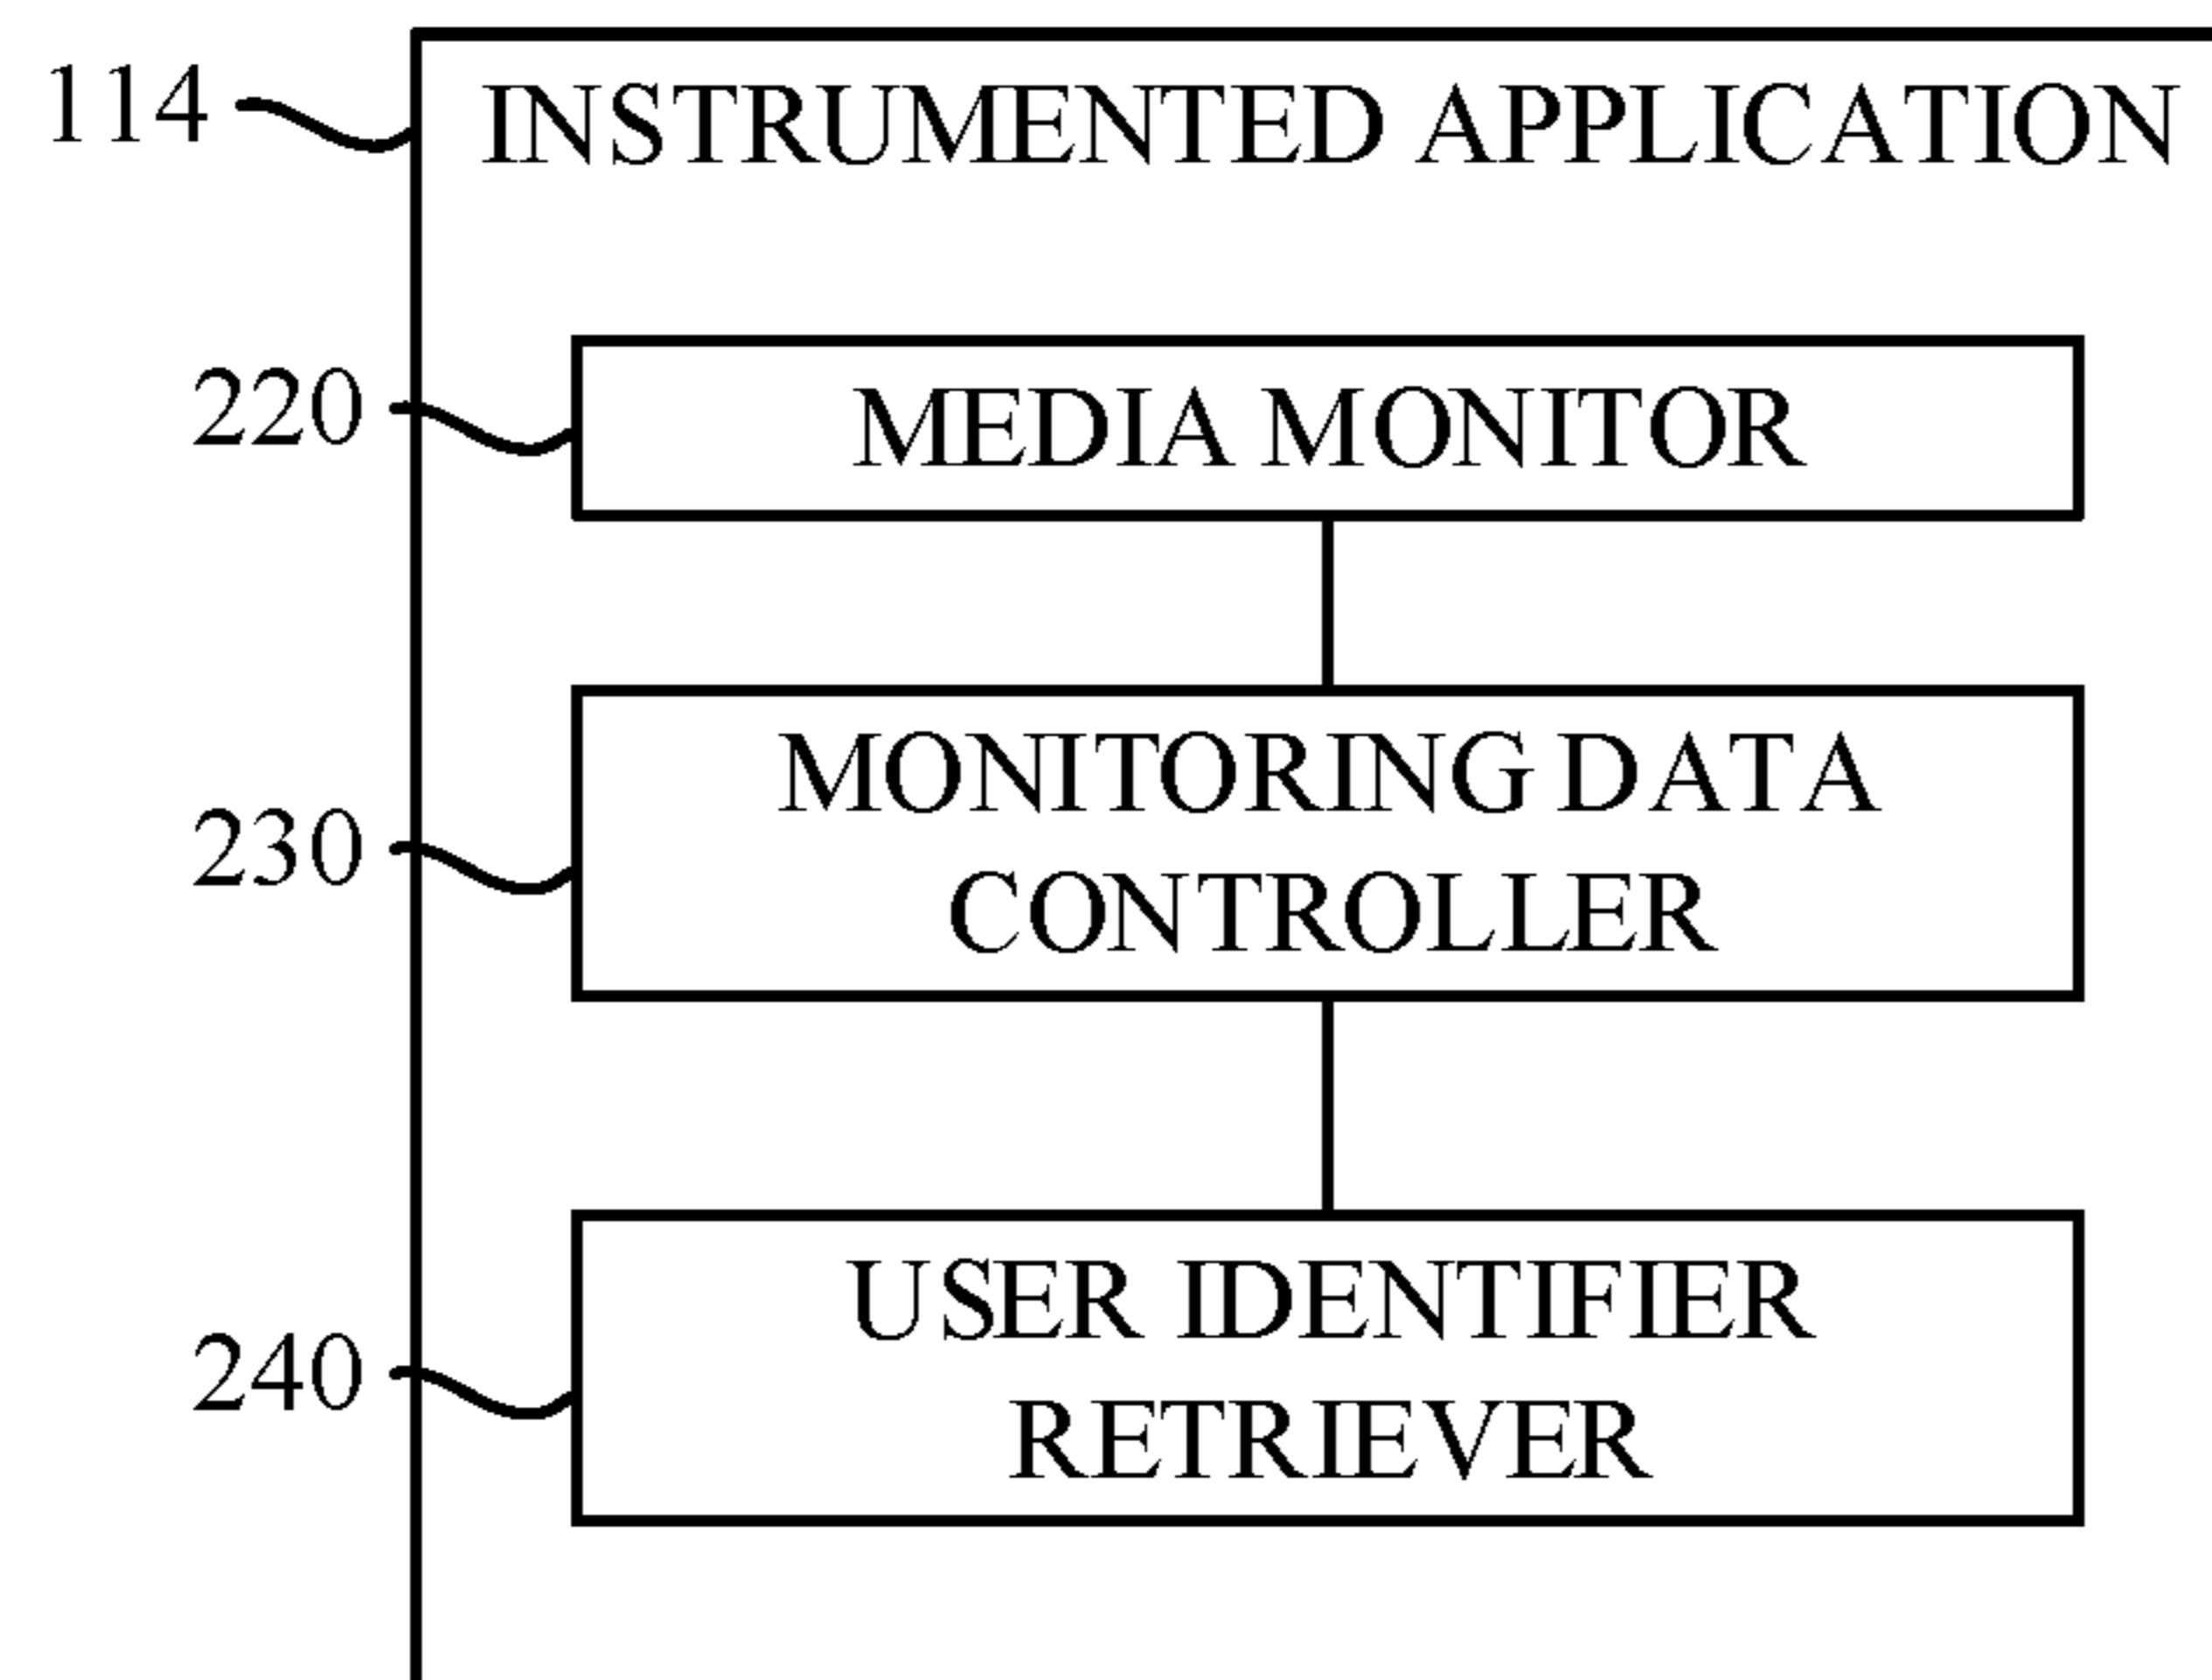 114
INSTRUMENTED APPLICATION
220
MEDIA MONITOR
230
MONITORING DATA
CONTROLLER
240
USER IDENTIFIER
RETRIEVER